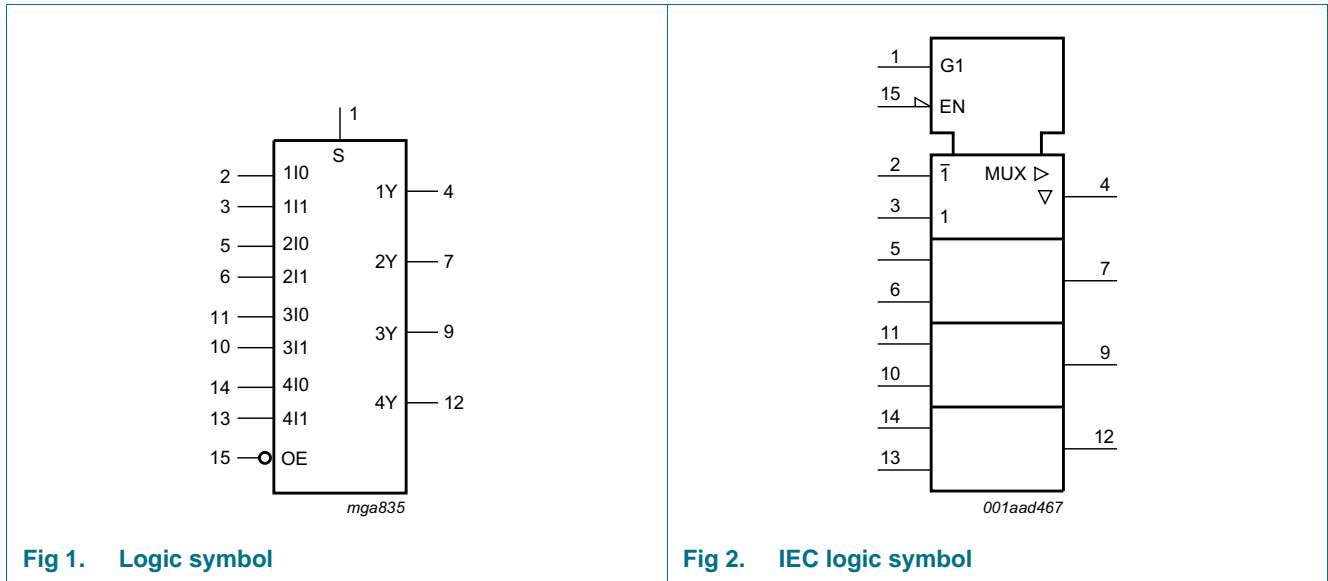 1
S
2 1I0
1Y 4
3 1I1
5 2I0
2Y 7
6 2I1
11 3I0
3Y 9
10 3I1
14 4I0
4Y 12
13 4I1
15 OE
mga835
Fig 1. Logic symbol
1 G1
15 EN
2 1̅ MUX ▷
▽ 4
3 1
5
7
6
11
9
10
14
12
13
001aad467
Fig 2. IEC logic symbol